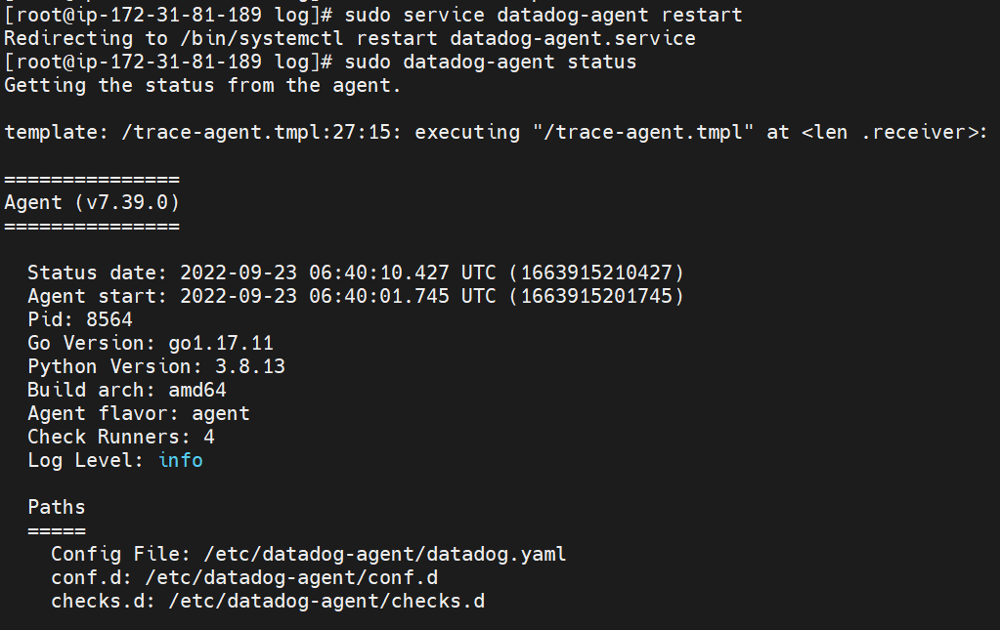 [root@ip-172-31-81-189 log]# sudo service datadog-agent restart
Redirecting to /bin/systemctl restart datadog-agent.service
[root@ip-172-31-81-189 log]# sudo datadog-agent status
Getting the status from the agent.
template: /trace-agent.tmpl:27:15: executing "/trace-agent.tmpl" at <len .receiver>:
===============
Agent (v7.39.0)
===============
Status date: 2022-09-23 06:40:10.427 UTC (1663915210427)
Agent start: 2022-09-23 06:40:01.745 UTC (1663915201745)
Pid: 8564
Go Version: go1.17.11
Python Version: 3.8.13
Build arch: amd64
Agent flavor: agent
Check Runners: 4
Log Level: info
Paths
=====
Config File: /etc/datadog-agent/datadog.yaml
conf.d: /etc/datadog-agent/conf.d
checks.d: /etc/datadog-agent/checks.d